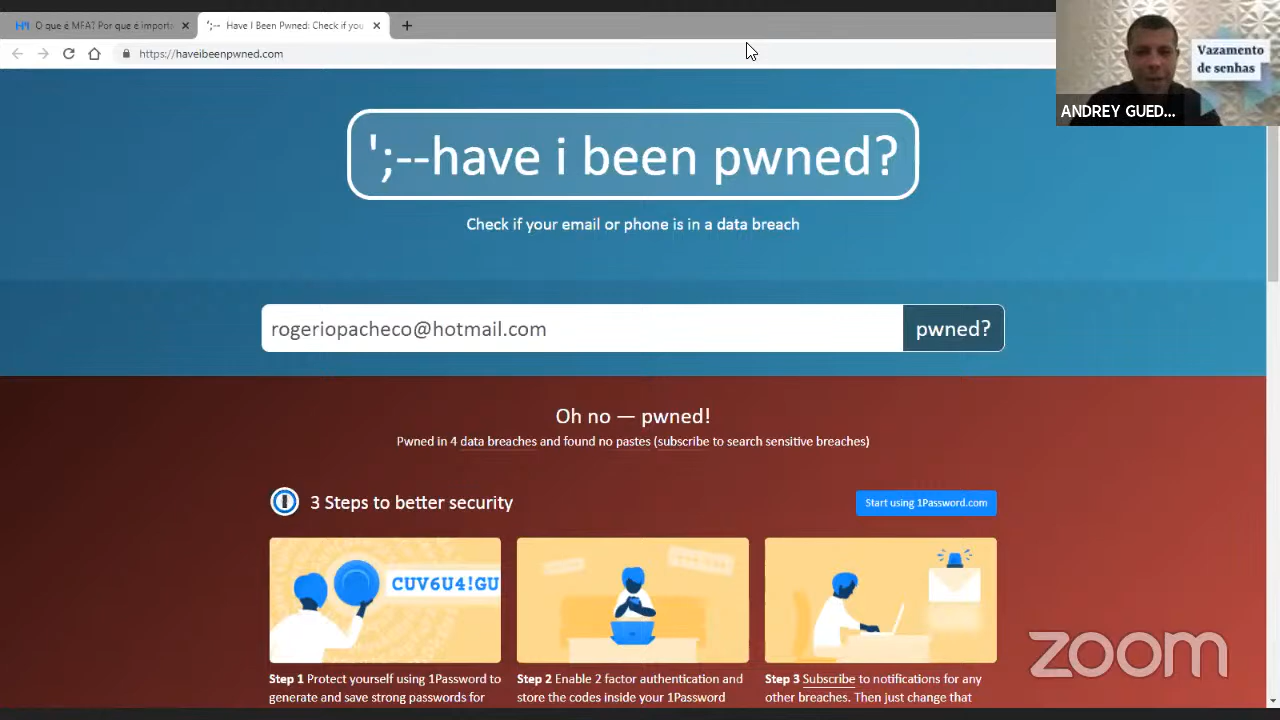 O que é MFA? Por que é import
';-- Have I Been Pwned: Check if you
https://haveibeenpwned.com
Vazamento
de senhas
ANDREY GUED...
';--have i been pwned?
Check if your email or phone is in a data breach
rogeriopacheco@hotmail.com
pwned?
Oh no — pwned!
Pwned in 4 data breaches and found no pastes (subscribe to search sensitive breaches)
3 Steps to better security
Start using 1Password.com
CUV6U4!GU
Step 1 Protect yourself using 1Password to
generate and save strong passwords for
Step 2 Enable 2 factor authentication and
store the codes inside your 1Password
Step 3 Subscribe to notifications for any
other breaches. Then just change that
zoom